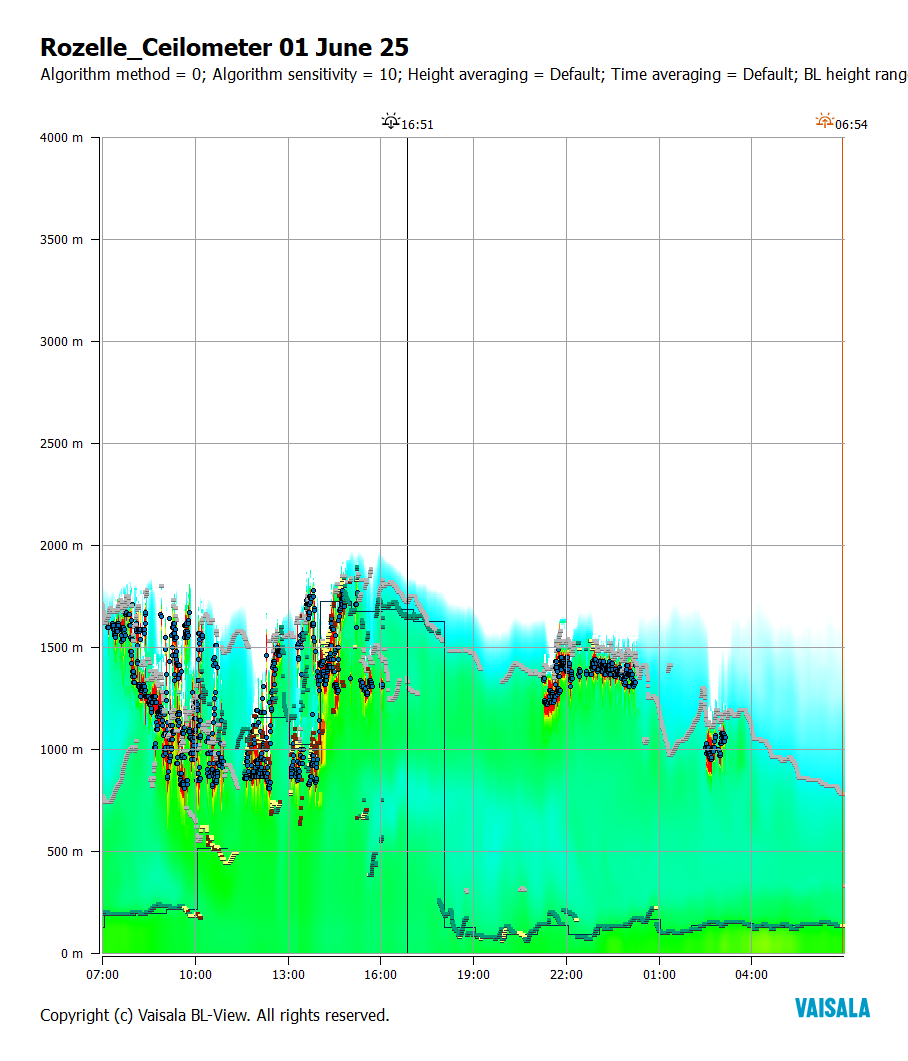 Rozelle_Ceilometer 01 June 25
Algorithm method = 0; Algorithm sensitivity = 10; Height averaging = Default; Time averaging = Default; BL height rang
16:51 06:54
4000 m
3500 m
3000 m
2500 m
2000 m
1500 m
1000 m
500 m
0 m
07:00 10:00 13:00 16:00 19:00 22:00 01:00 04:00
Copyright (c) Vaisala BL-View. All rights reserved.
VAISALA